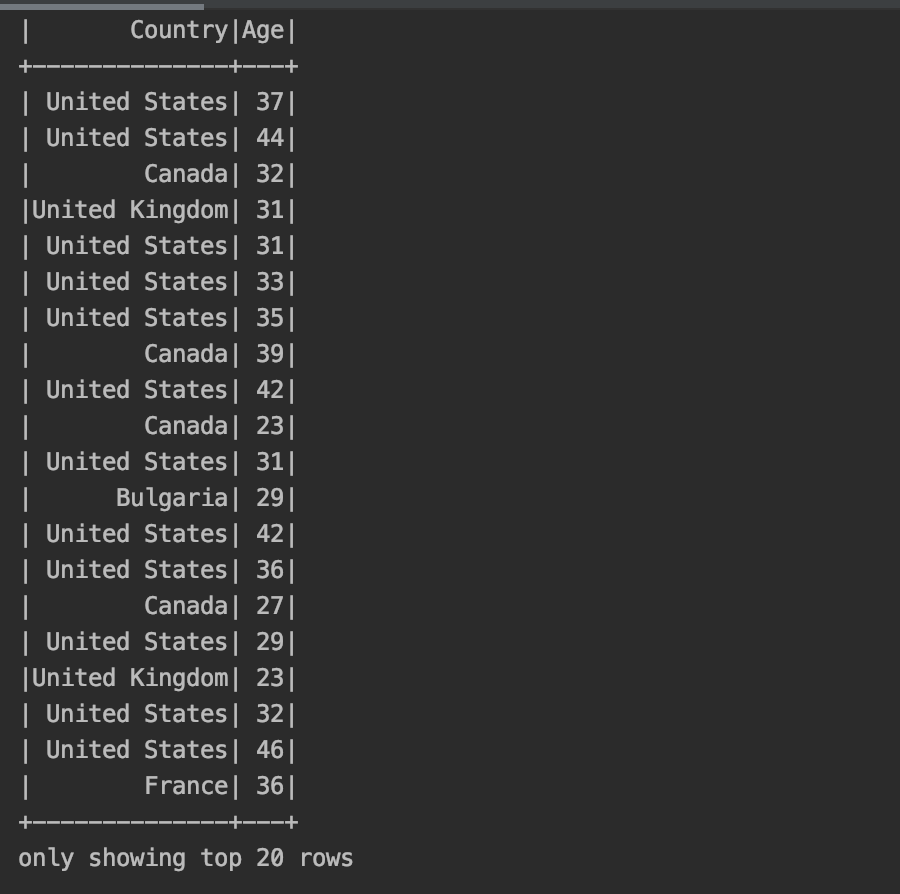 |       Country|Age|
+--------------+---+
| United States| 37|
| United States| 44|
|        Canada| 32|
|United Kingdom| 31|
| United States| 31|
| United States| 33|
| United States| 35|
|        Canada| 39|
| United States| 42|
|        Canada| 23|
| United States| 31|
|      Bulgaria| 29|
| United States| 42|
| United States| 36|
|        Canada| 27|
| United States| 29|
|United Kingdom| 23|
| United States| 32|
| United States| 46|
|        France| 36|
+--------------+---+
only showing top 20 rows